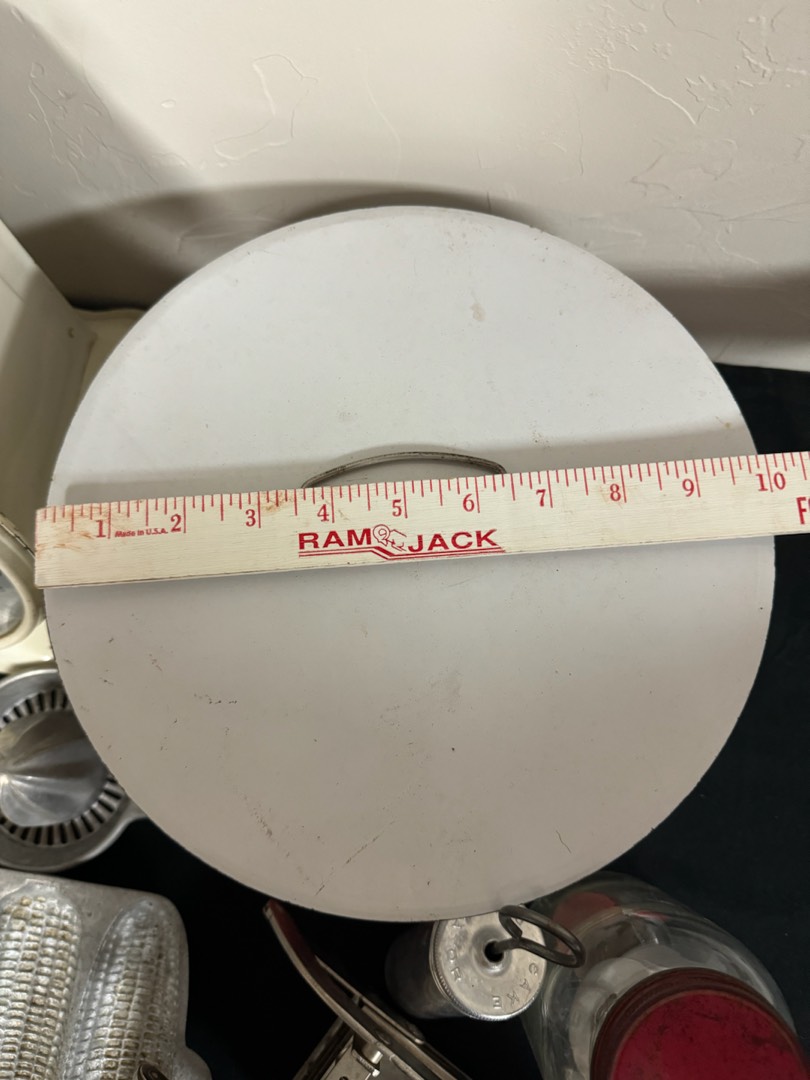 1 2 3 4 5 6 7 8 9 10
Made in U.S.A.
RAM JACK